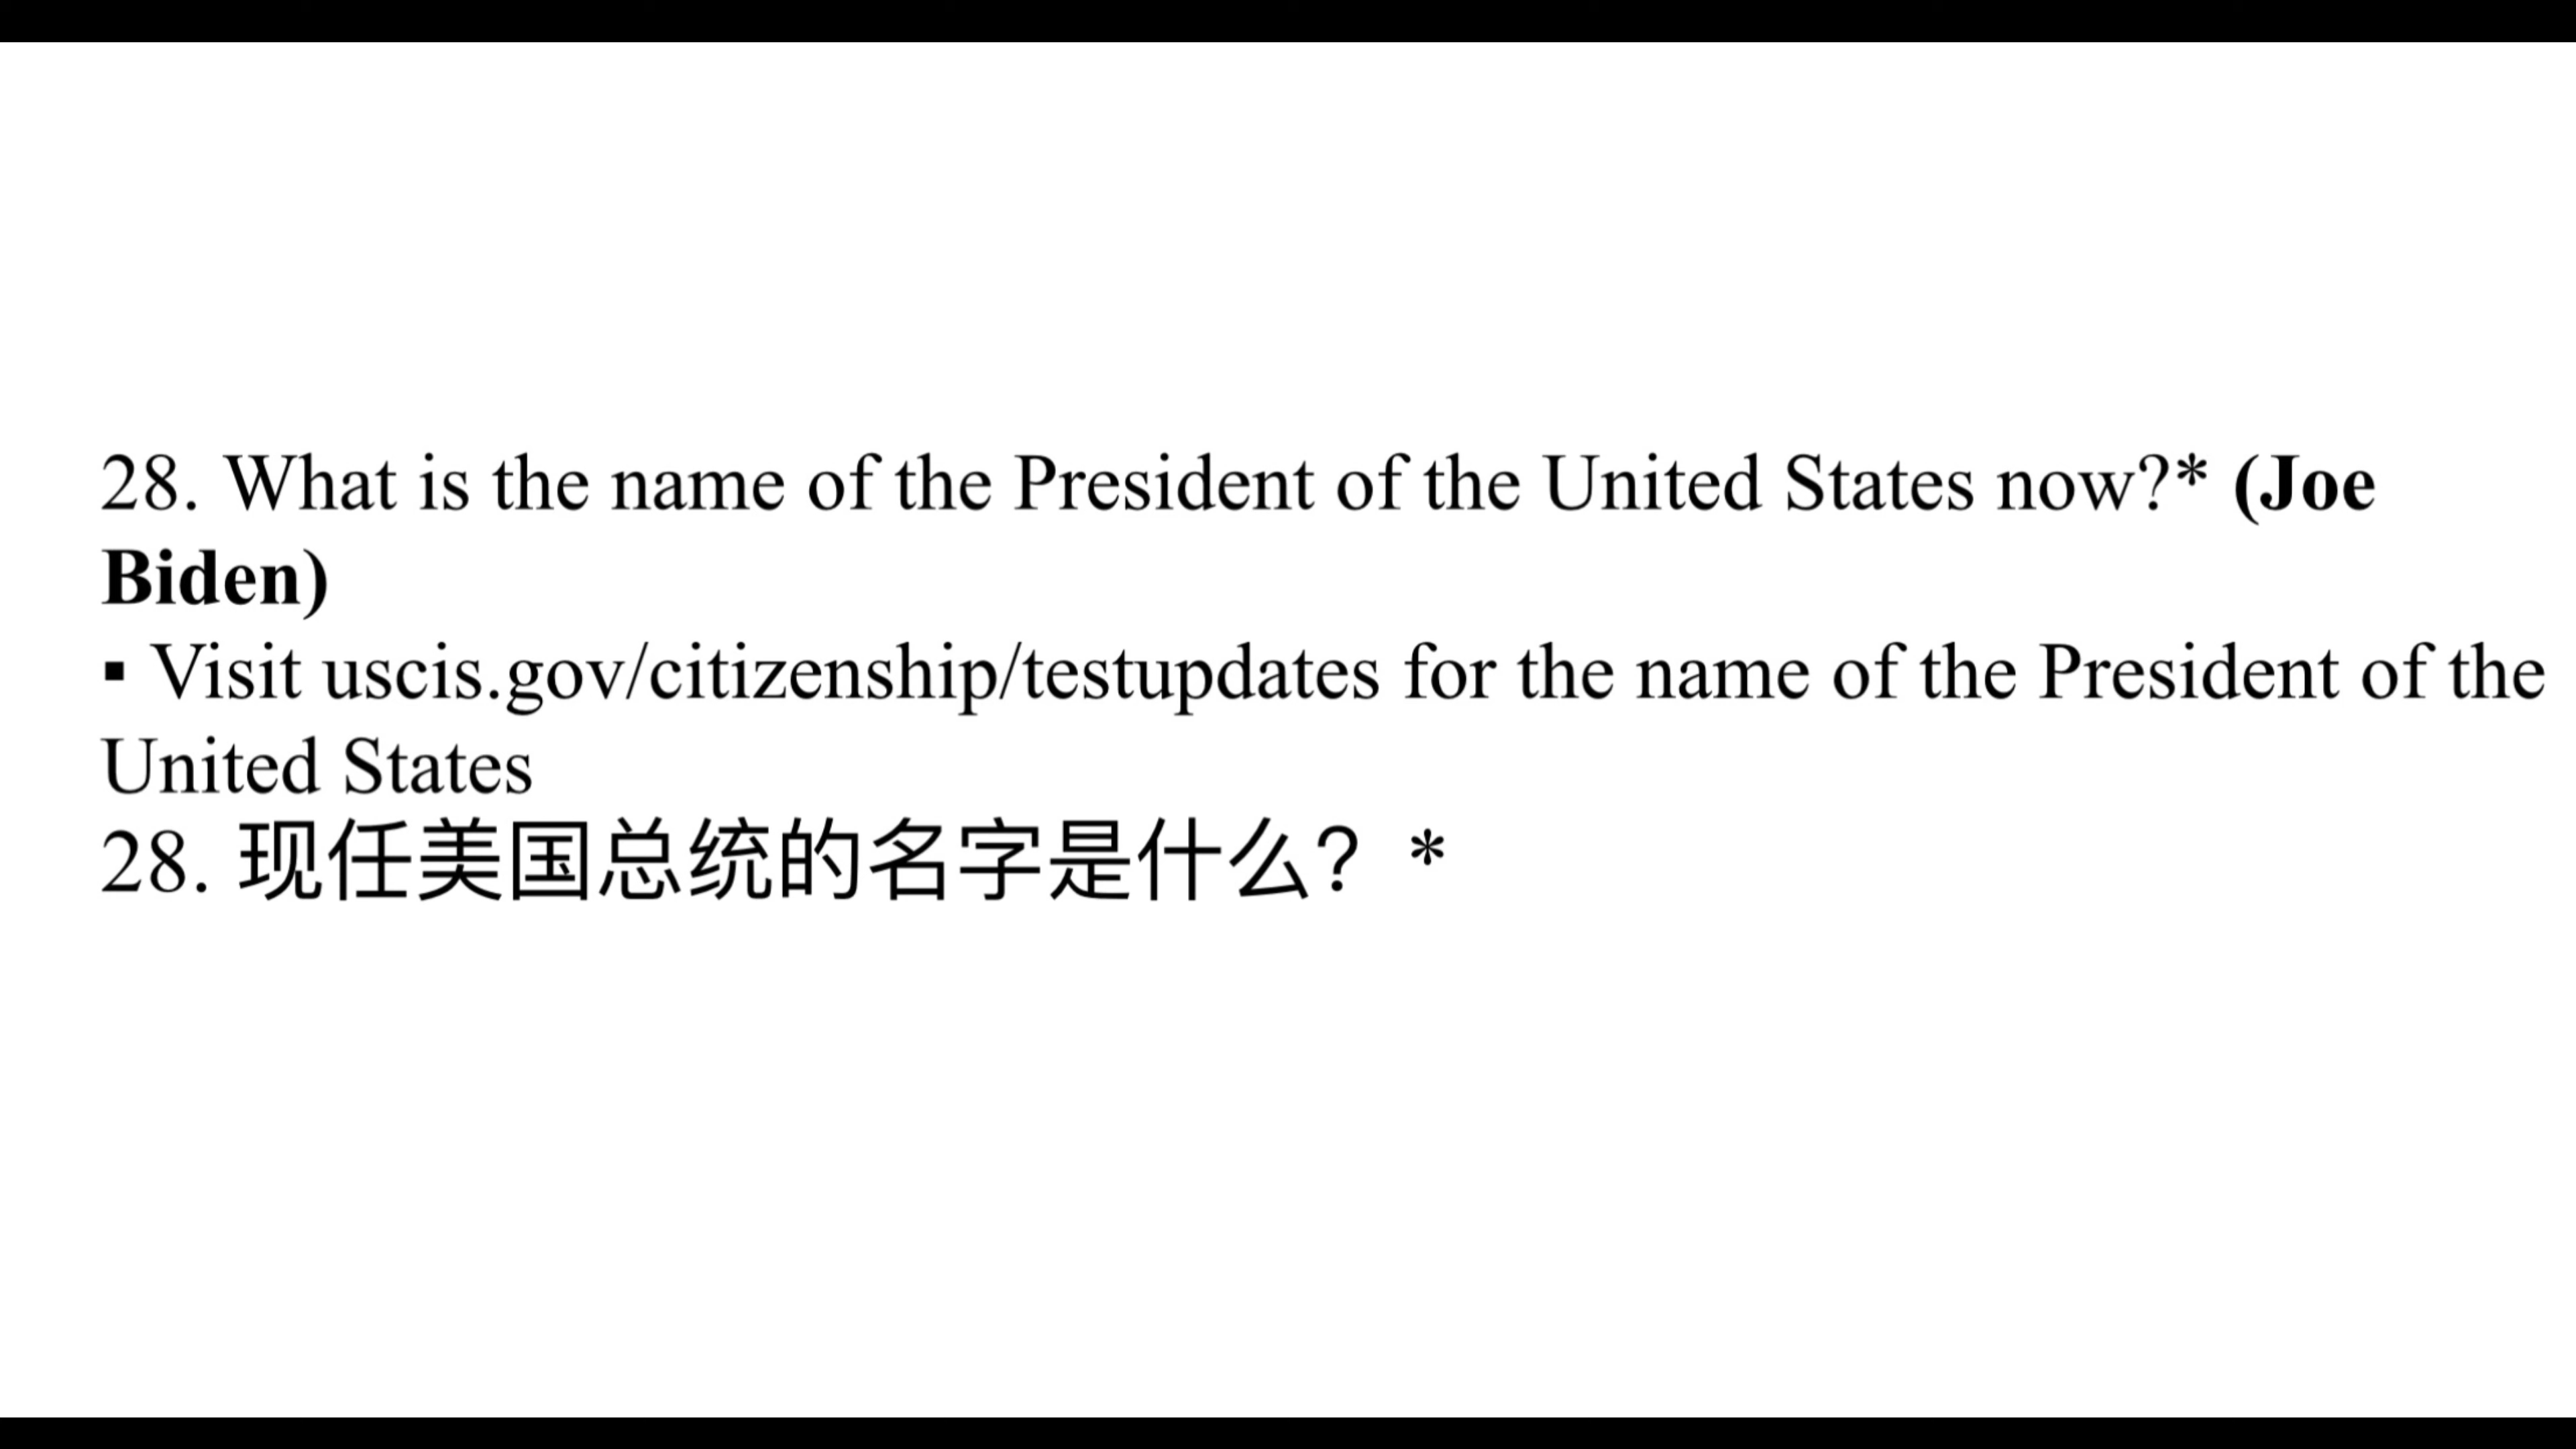 28. What is the name of the President of the United States now?* (Joe
Biden)
▪ Visit uscis.gov/citizenship/testupdates for the name of the President of the
United States
28. 现任美国总统的名字是什么？*